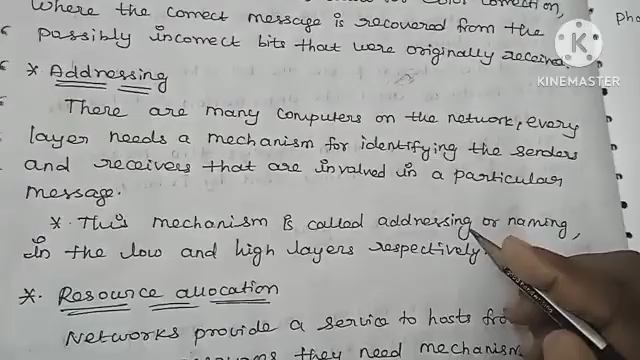 where the correct message is recovered from the
possibly incorrect bits that were originally received.
* Addressing
There are many computers on the network, every
layer needs a mechanism for identifying the senders
and receivers that are involved in a particular
message.
*. This mechanism is called addressing or naming,
in the low and high layers respectively.
*. Resource allocation
Networks provide a service to hosts
they need mechanism
KINEMASTER